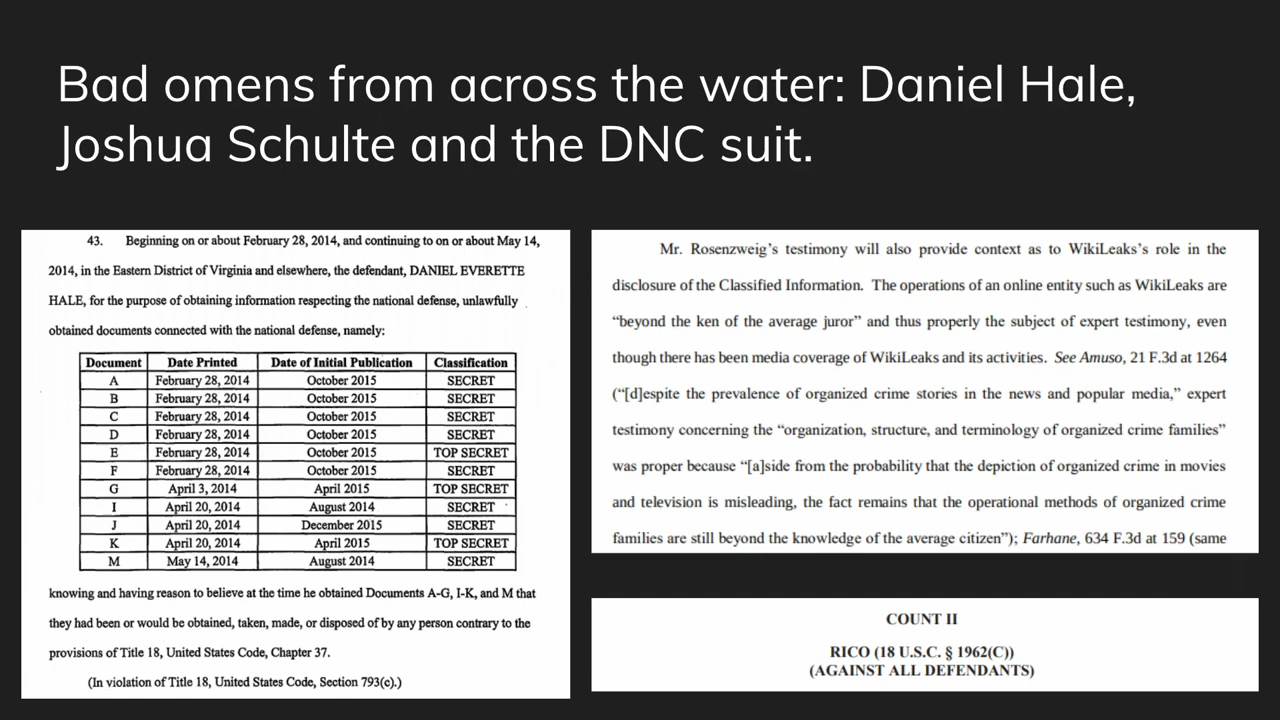 Bad omens from across the water: Daniel Hale,
Joshua Schulte and the DNC suit.
43. Beginning on or about February 28, 2014, and continuing to on or about May 14,
2014, in the Eastern District of Virginia and elsewhere, the defendant, DANIEL EVERETTE
HALE, for the purpose of obtaining information respecting the national defense, unlawfully
obtained documents connected with the national defense, namely:
Document Date Printed Date of Initial Publication Classification
A February 28, 2014 October 2015 SECRET
B February 28, 2014 October 2015 SECRET
C February 28, 2014 October 2015 SECRET
D February 28, 2014 October 2015 SECRET
E February 28, 2014 October 2015 TOP SECRET
F February 28, 2014 October 2015 SECRET
G April 3, 2014 April 2015 TOP SECRET
I April 20, 2014 August 2014 SECRET
J April 20, 2014 December 2015 SECRET
K April 20, 2014 April 2015 TOP SECRET
M May 14, 2014 August 2014 SECRET
knowing and having reason to believe at the time he obtained Documents A-G, I-K, and M that
they had been or would be obtained, taken, made, or disposed of by any person contrary to the
provisions of Title 18, United States Code, Chapter 37.
(In violation of Title 18, United States Code, Section 793(c).)
Mr. Rosenzweig's testimony will also provide context as to WikiLeaks's role in the
disclosure of the Classified Information. The operations of an online entity such as WikiLeaks are
“beyond the ken of the average juror” and thus properly the subject of expert testimony, even
though there has been media coverage of WikiLeaks and its activities. See Amuso, 21 F.3d at 1264
(“[d]espite the prevalence of organized crime stories in the news and popular media,” expert
testimony concerning the “organization, structure, and terminology of organized crime families”
was proper because “[a]side from the probability that the depiction of organized crime in movies
and television is misleading, the fact remains that the operational methods of organized crime
families are still beyond the knowledge of the average citizen”); Farhane, 634 F.3d at 159 (same
COUNT II
RICO (18 U.S.C. § 1962(C))
(AGAINST ALL DEFENDANTS)